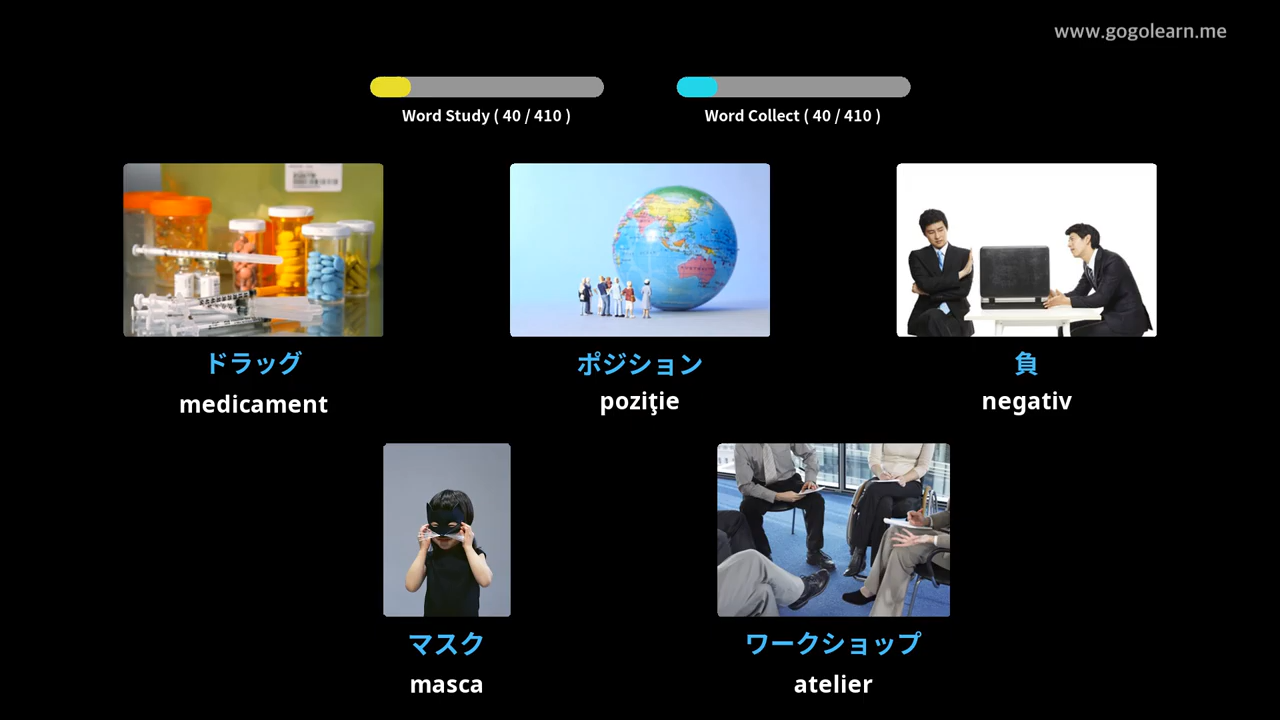 www.gogolearn.me
Word Study ( 40 / 410 )
Word Collect ( 40 / 410 )
ドラッグ
medicament
ポジション
poziţie
負
negativ
マスク
masca
ワークショップ
atelier